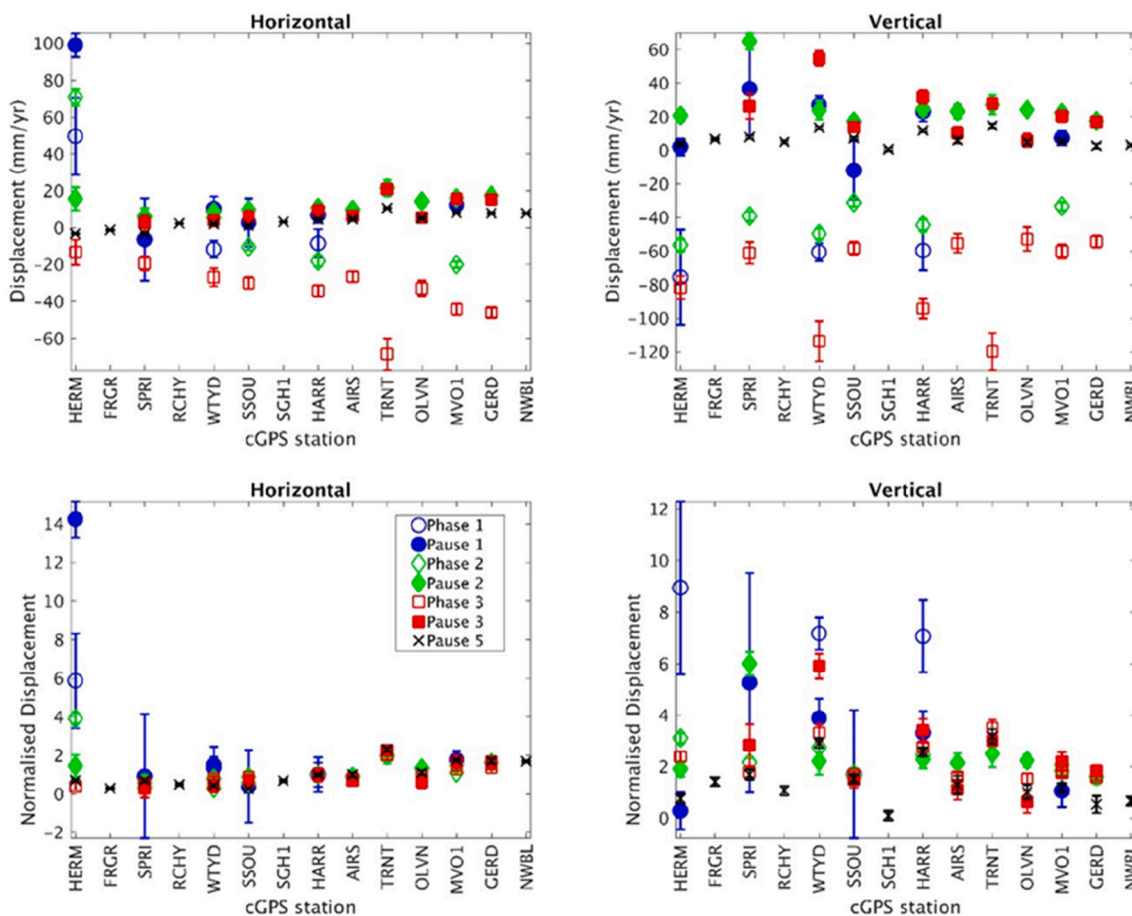 Horizontal
Displacement (mm/yr)
100
80
60
40
20
0
−20
−40
−60
HERM
FRGR
SPRI
RCHY
WTYD
SSOU
SGH1
HARR
AIRS
TRNT
OLVN
MVO1
GERD
NWBL
cGPS station
Vertical
Displacement (mm/yr)
60
40
20
0
−20
−40
−60
−80
−100
−120
HERM
FRGR
SPRI
RCHY
WTYD
SSOU
SGH1
HARR
AIRS
TRNT
OLVN
MVO1
GERD
NWBL
cGPS station
Horizontal
Normalised Displacement
14
12
10
8
6
4
2
0
−2
Phase 1
Pause 1
Phase 2
Pause 2
Phase 3
Pause 3
Pause 5
HERM
FRGR
SPRI
RCHY
WTYD
SSOU
SGH1
HARR
AIRS
TRNT
OLVN
MVO1
GERD
NWBL
cGPS station
Vertical
Normalised Displacement
12
10
8
6
4
2
0
HERM
FRGR
SPRI
RCHY
WTYD
SSOU
SGH1
HARR
AIRS
TRNT
OLVN
MVO1
GERD
NWBL
cGPS station